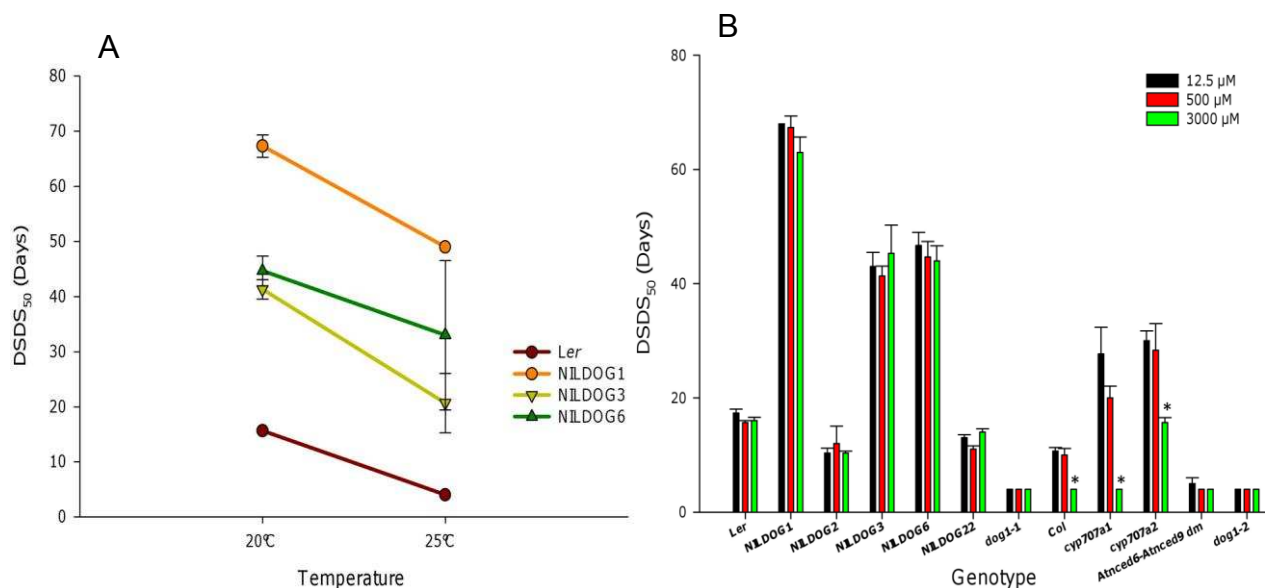 A
80
70
60
50
40
30
20
10
0
DSDS50 (Days)
20℃
25℃
Temperature
Ler
NILDOG1
NILDOG3
NILDOG6
B
80
60
40
20
0
DSDS50 (Days)
12.5 µM
500 µM
3000 µM
*
*
*
Ler
NILDOG1
NILDOG2
NILDOG3
NILDOG6
NILDOG22
dog1-1
Col
cyp707a1
cyp707a2
Atnced6-Atnced9 dm
dog1-2
Genotype